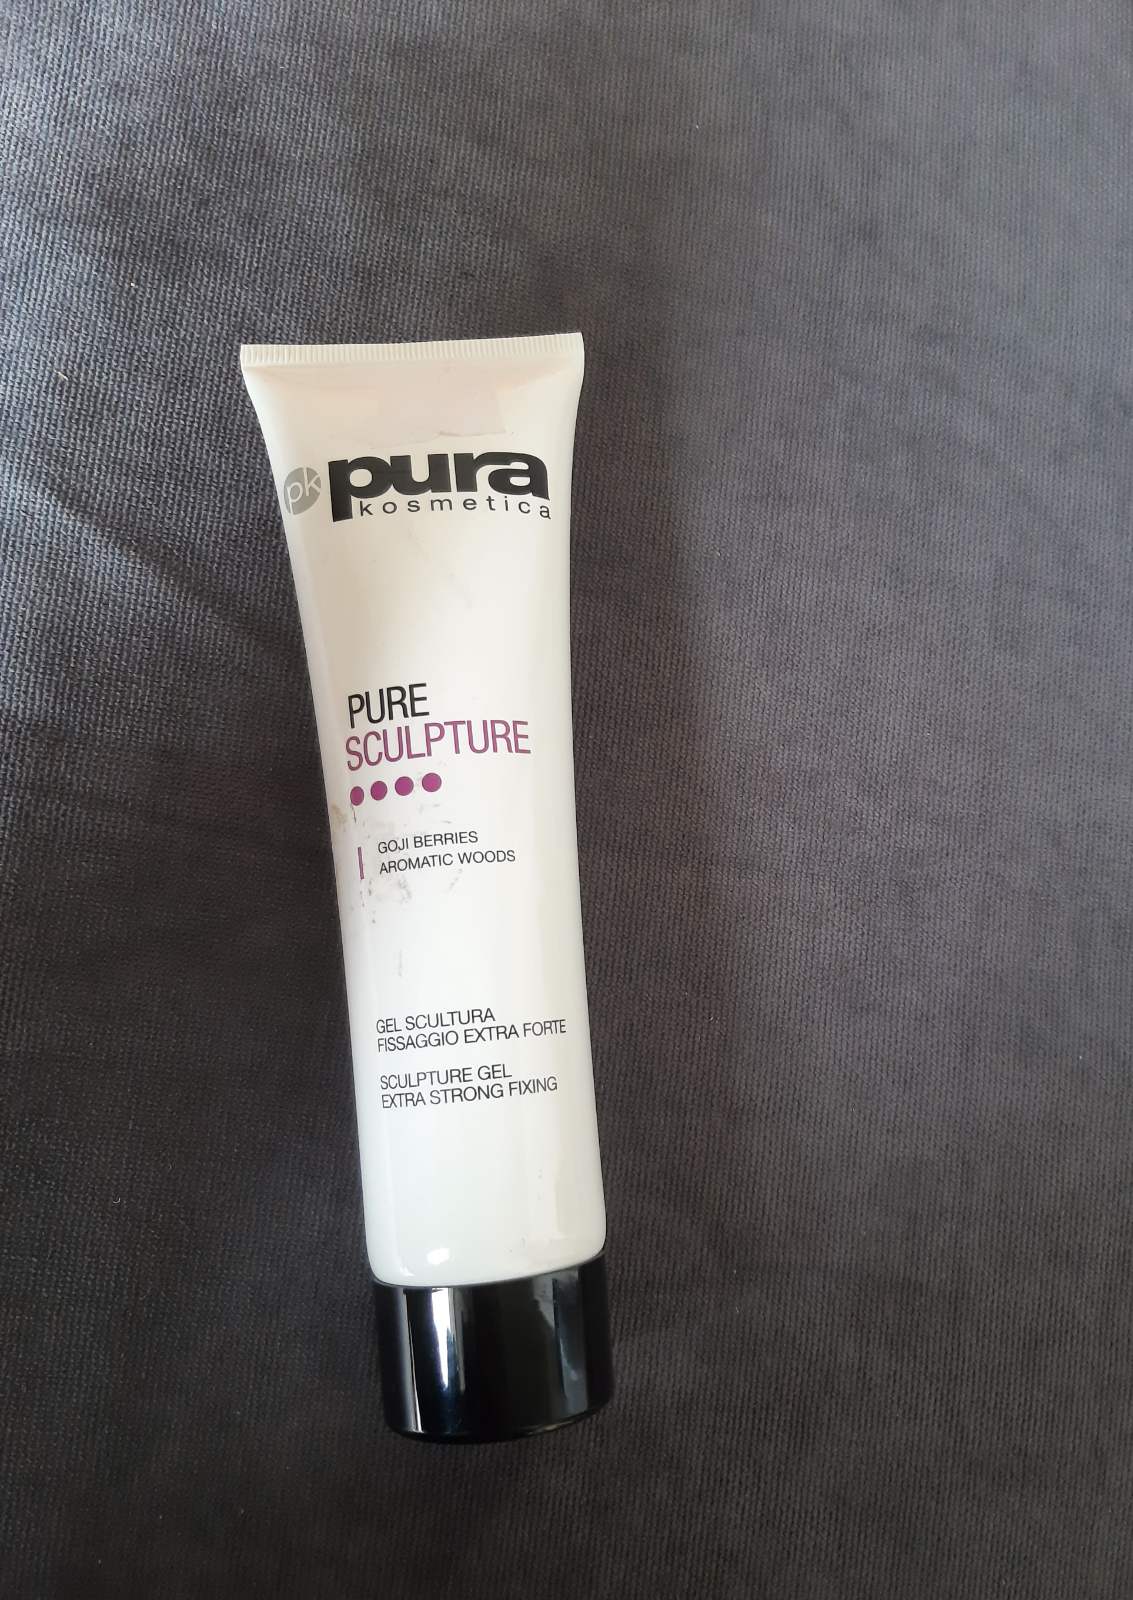 pk pura
kosmetica
PURE
SCULPTURE
GOJI BERRIES
AROMATIC WOODS
GEL SCULTURA
FISSAGGIO EXTRA FORTE
SCULPTURE GEL
EXTRA STRONG FIXING